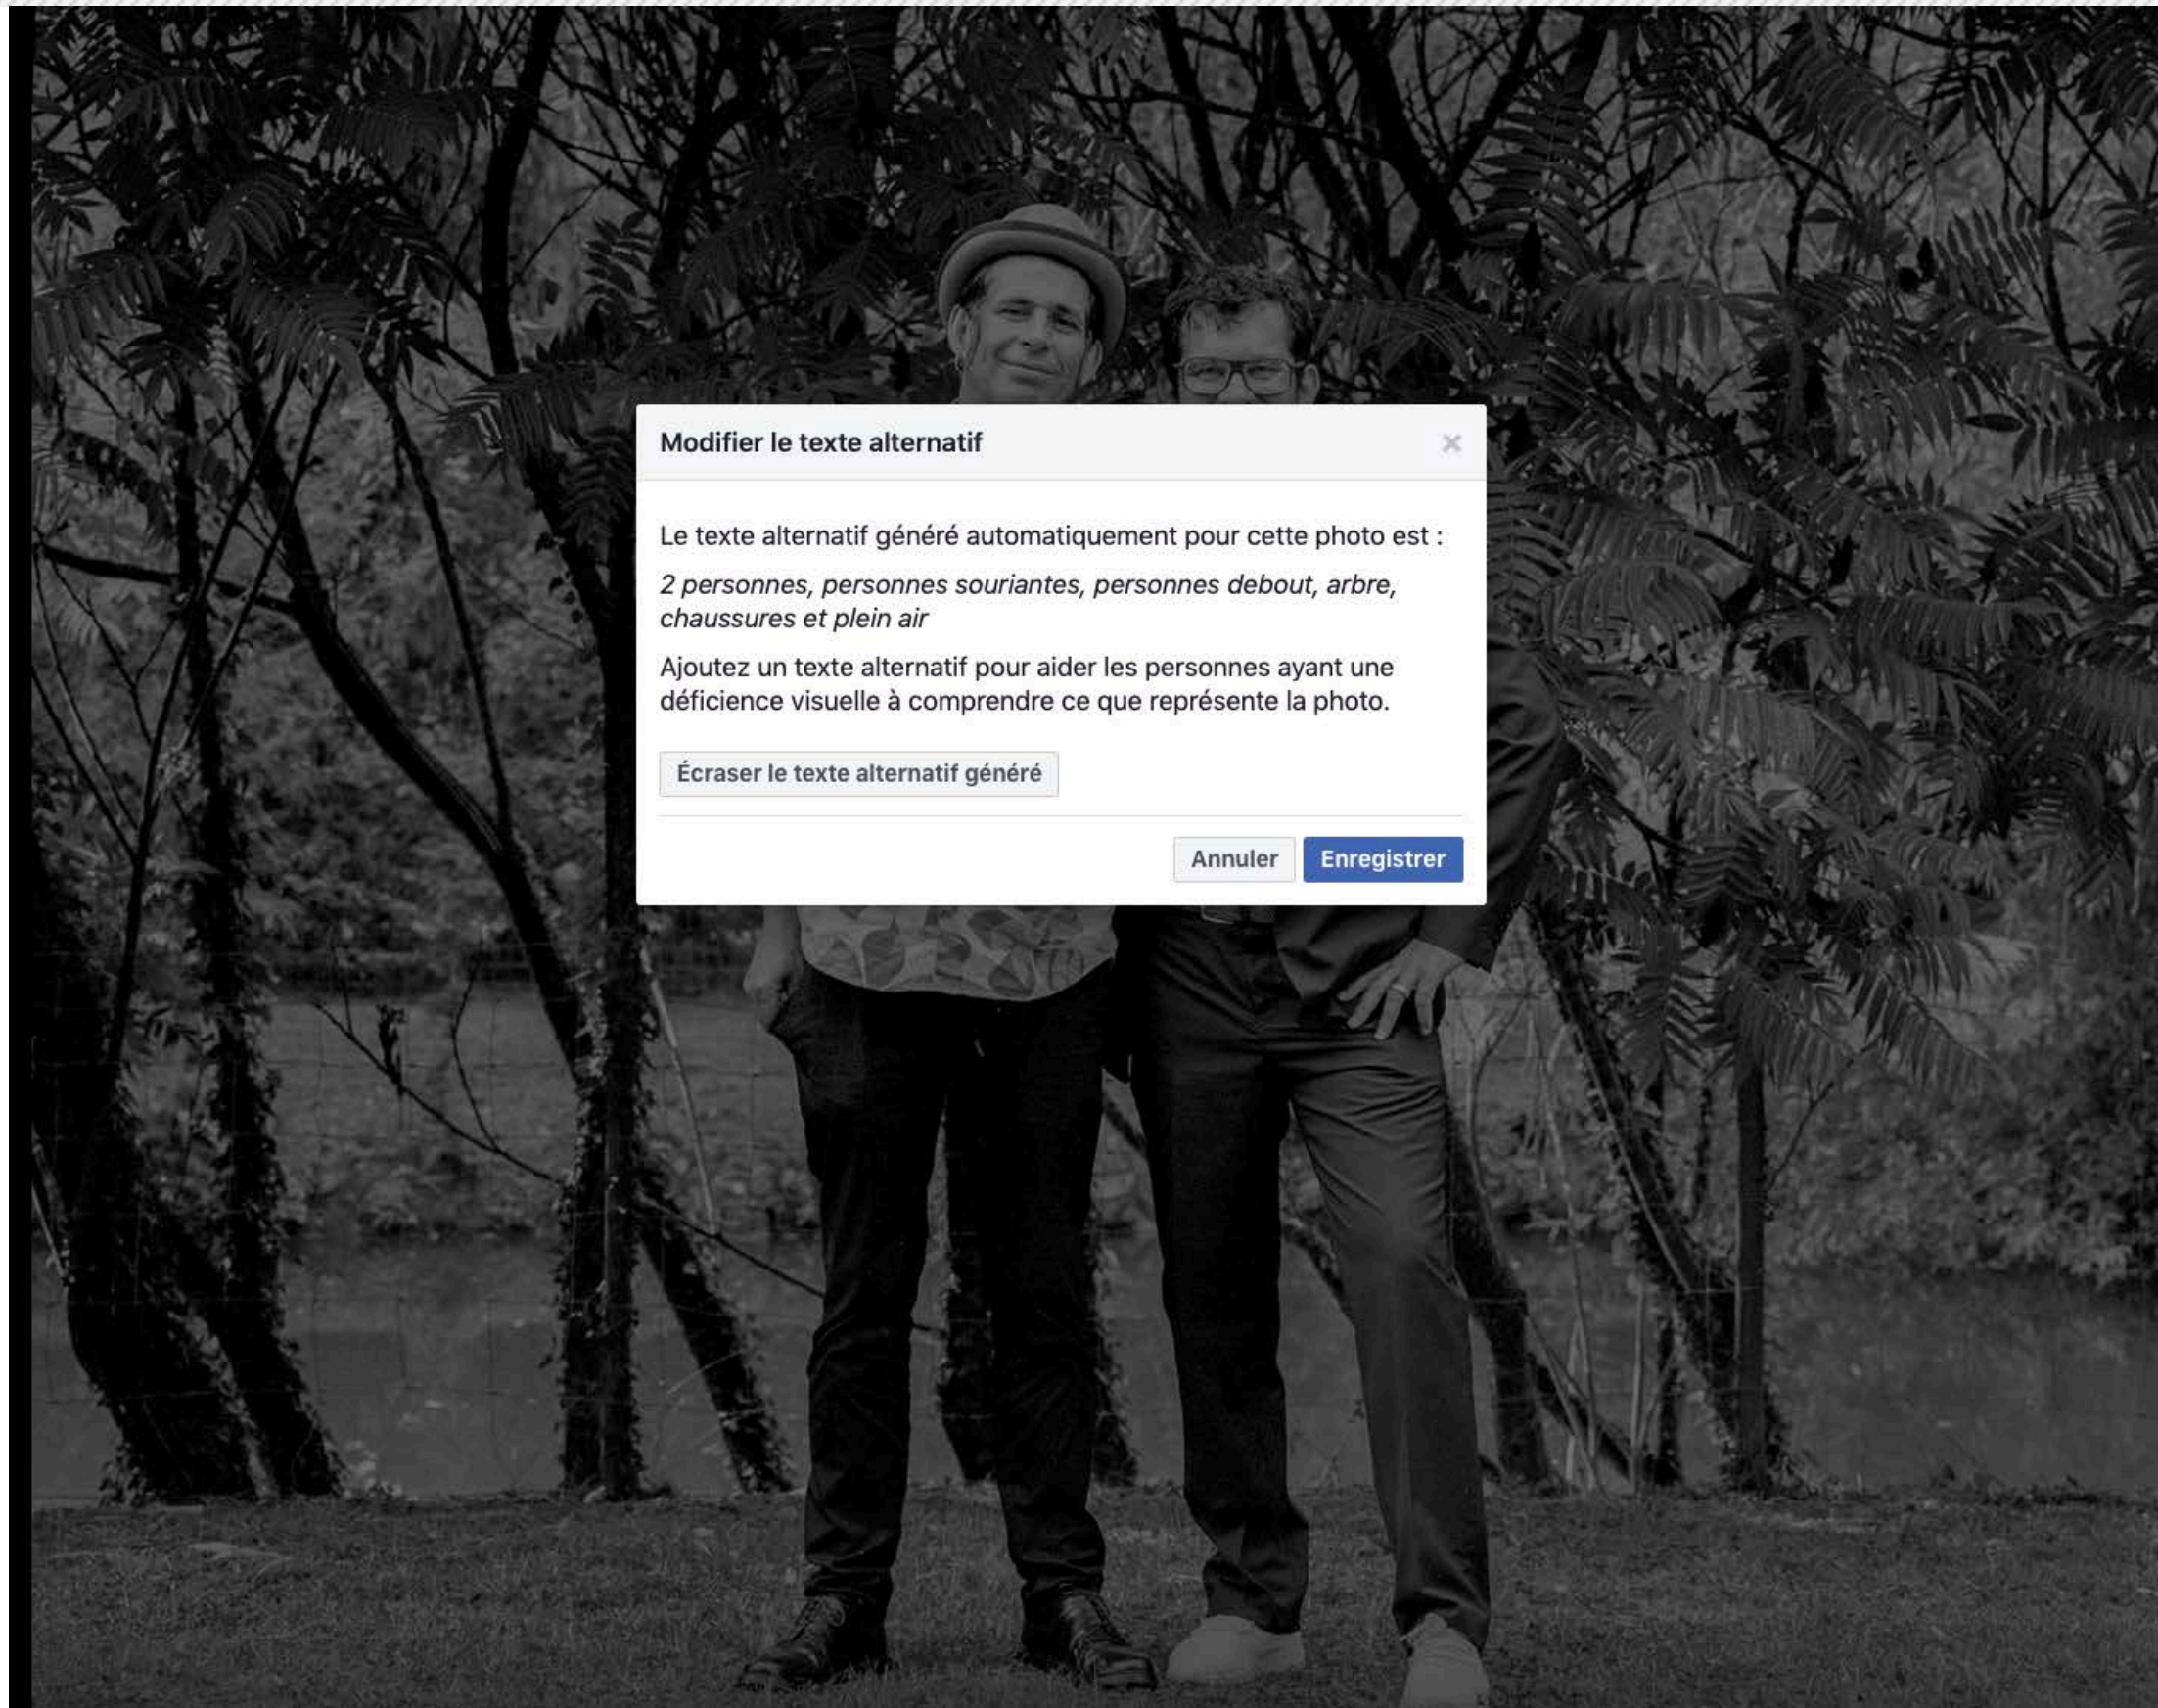 Modifier le texte alternatif
Le texte alternatif généré automatiquement pour cette photo est :
2 personnes, personnes souriantes, personnes debout, arbre,
chaussures et plein air
Ajoutez un texte alternatif pour aider les personnes ayant une
déficience visuelle à comprendre ce que représente la photo.
Écraser le texte alternatif généré
Annuler Enregistrer